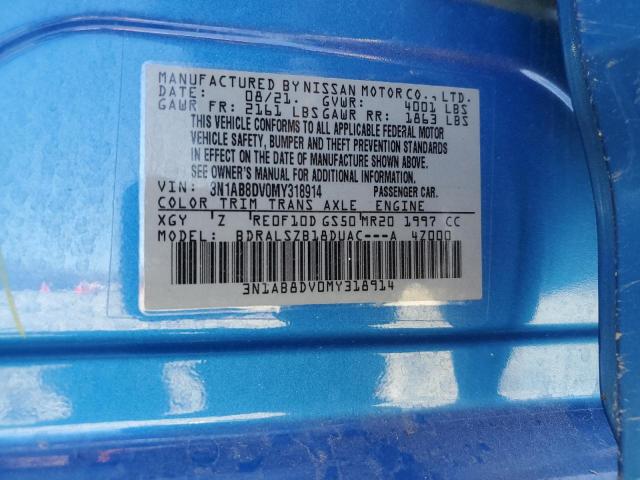 MANUFACTURED BY NISSAN MOTOR CO., LTD.
DATE: 08/21. GVWR: 4001 LBS
GAWR FR: 2161 LBS GAWR RR: 1863 LBS
THIS VEHICLE CONFORMS TO ALL APPLICABLE FEDERAL MOTOR
VEHICLE SAFETY, BUMPER AND THEFT PREVENTION STANDARDS
IN EFFECT ON THE DATE OF MANUFACTURE SHOWN ABOVE.
SEE OWNER'S MANUAL FOR ADDITIONAL INFORMATION
VIN: 3N1AB8DV0MY318914 PASSENGER CAR.
COLOR TRIM TRANS AXLE ENGINE
XGY Z RE0F10D GS50 MR20 1997 CC
MODEL: BDRALSZB18DUAC---A 4Z000
3N1AB8DV0MY318914